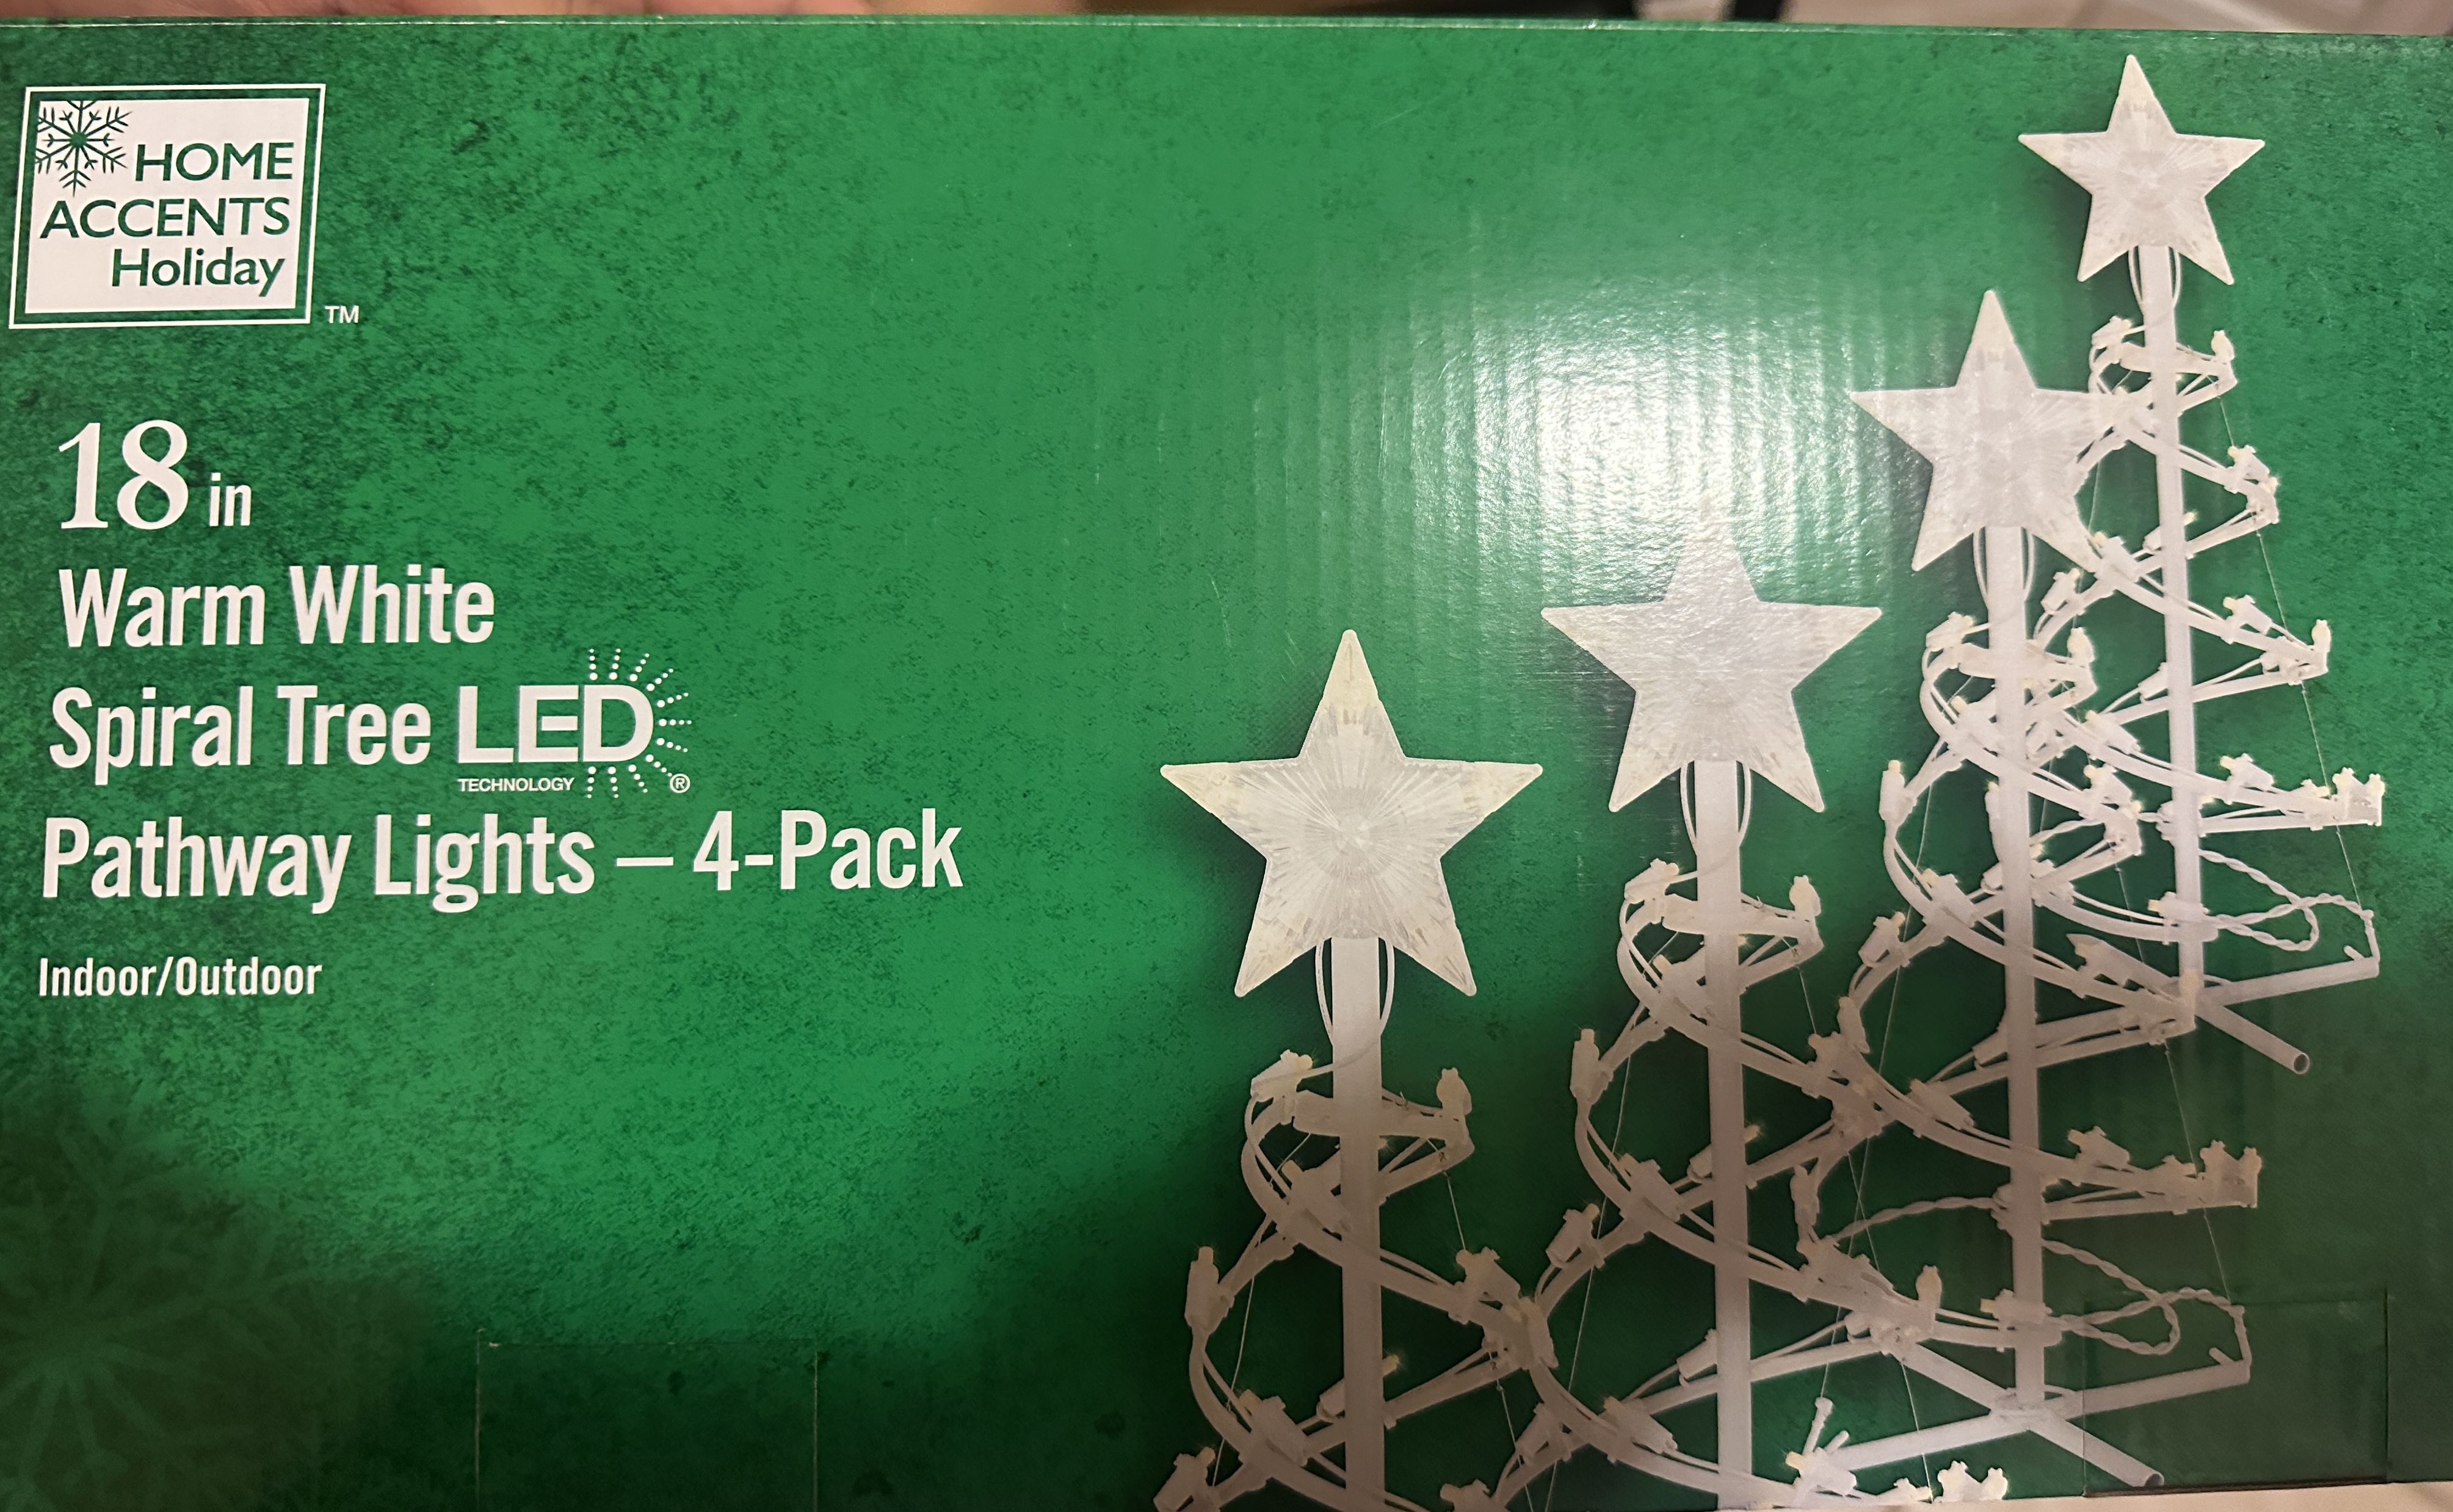 HOME
ACCENTS
Holiday
TM
18 in
Warm White
Spiral Tree LED
TECHNOLOGY ®
Pathway Lights – 4-Pack
Indoor/Outdoor